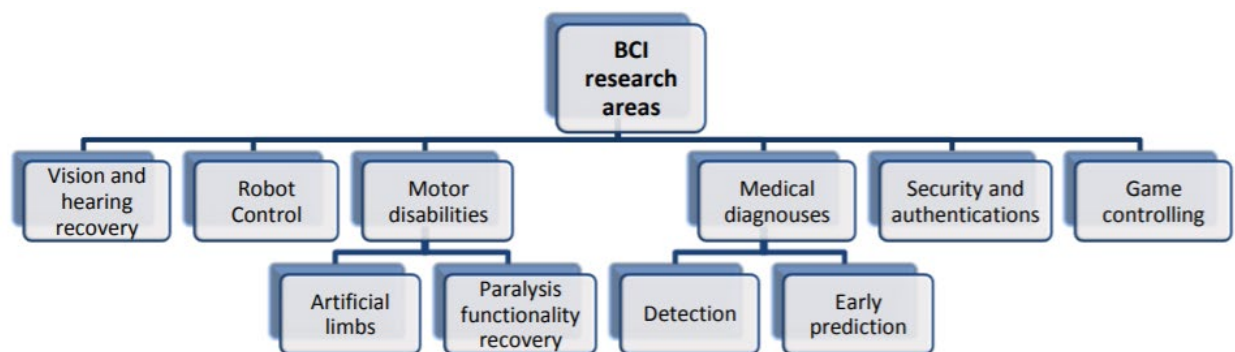 BCI
research
areas
Vision and
hearing
recovery
Robot
Control
Motor
disabilities
Medical
diagnouses
Security and
authentications
Game
controlling
Artificial
limbs
Paralysis
functionality
recovery
Detection
Early
prediction